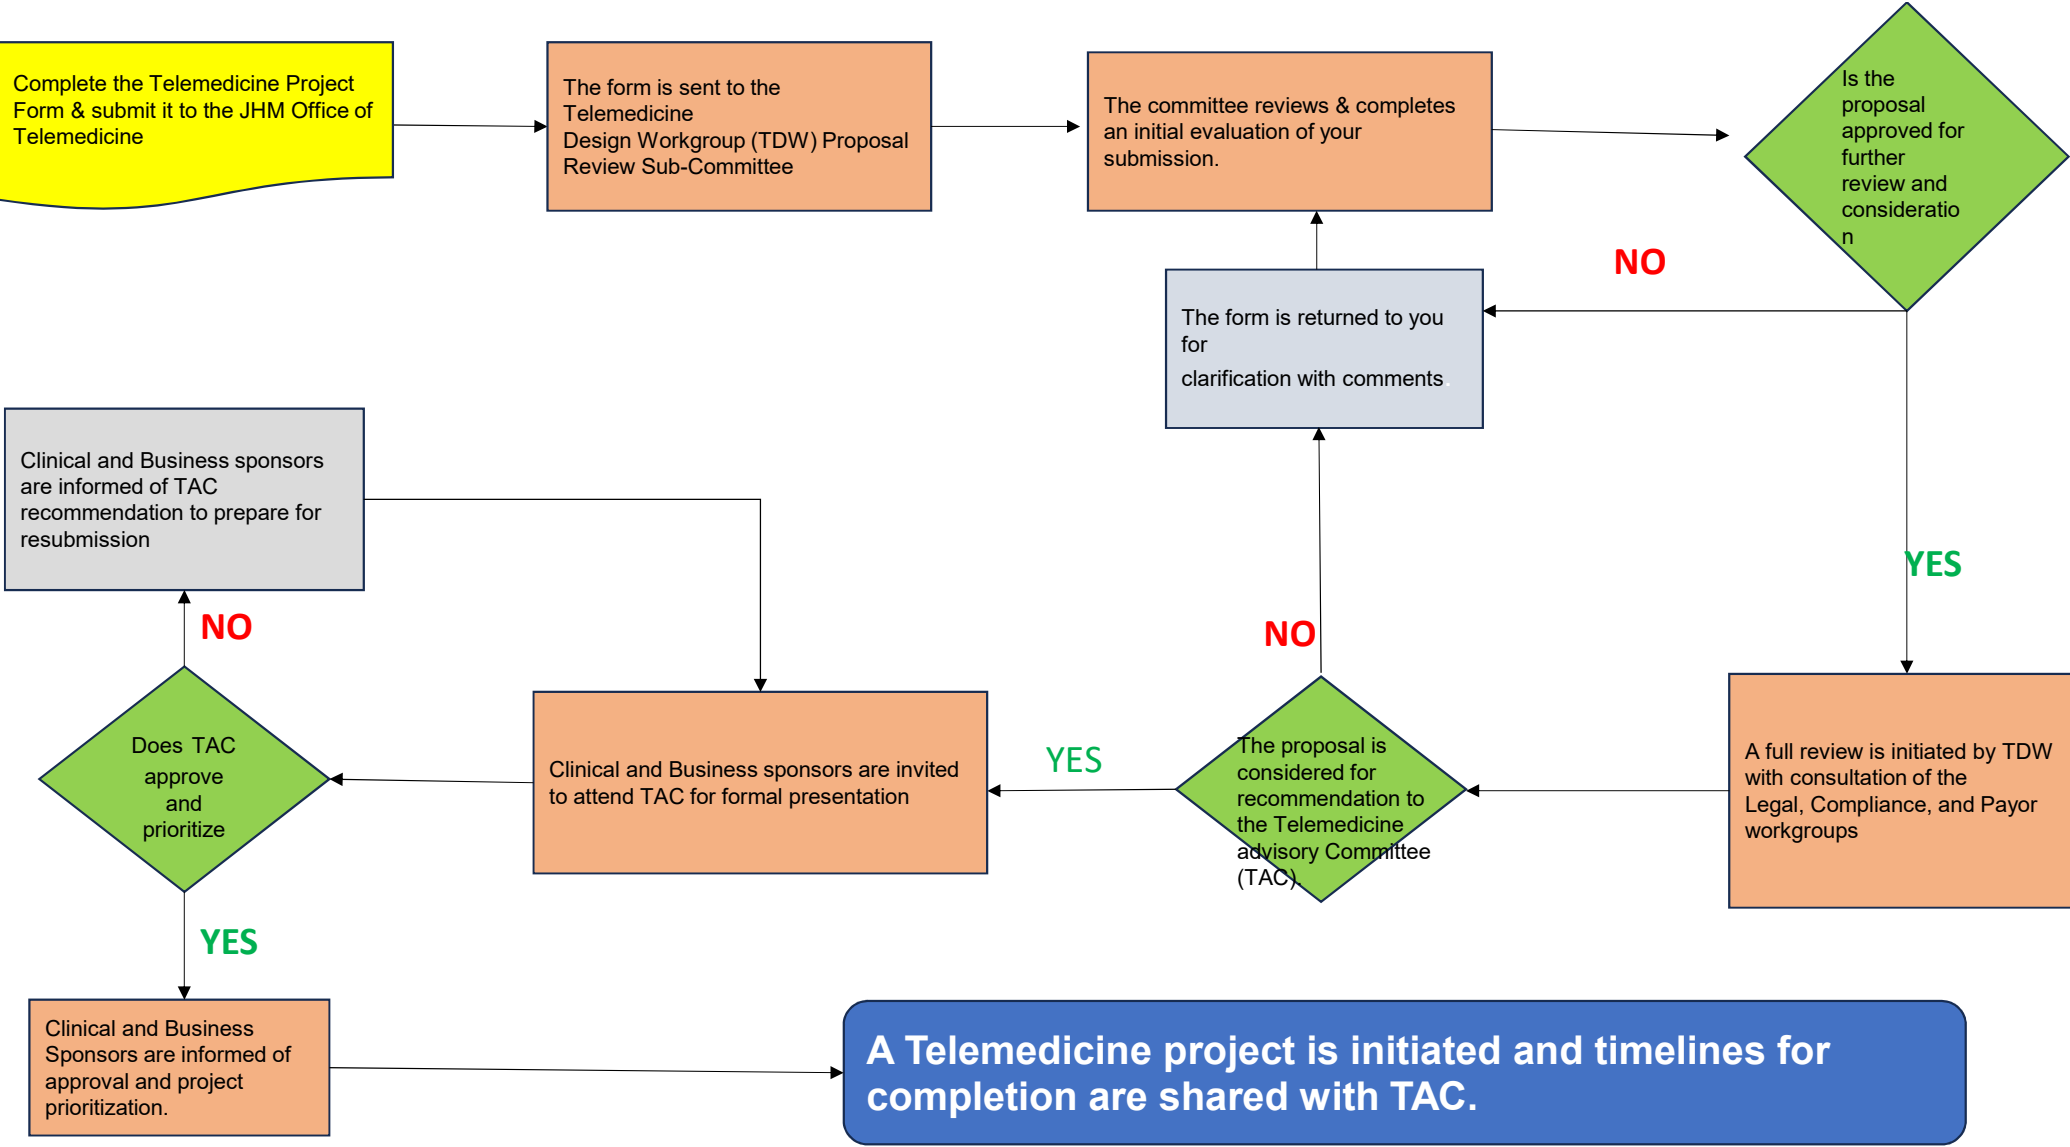 Complete the Telemedicine Project
Form & submit it to the JHM Office of
Telemedicine
The form is sent to the
Telemedicine
Design Workgroup (TDW) Proposal
Review Sub-Committee
The committee reviews & completes
an initial evaluation of your
submission.
Is the
proposal
approved for
further
review and
consideratio
n
NO
The form is returned to you
for
clarification with comments.
Clinical and Business sponsors
are informed of TAC
recommendation to prepare for
resubmission
YES
NO
NO
Does TAC
approve
and
prioritize
Clinical and Business sponsors are invited
to attend TAC for formal presentation
YES
The proposal is
considered for
recommendation to
the Telemedicine
advisory Committee
(TAC).
A full review is initiated by TDW
with consultation of the
Legal, Compliance, and Payor
workgroups
YES
Clinical and Business
Sponsors are informed of
approval and project
prioritization.
A Telemedicine project is initiated and timelines for
completion are shared with TAC.